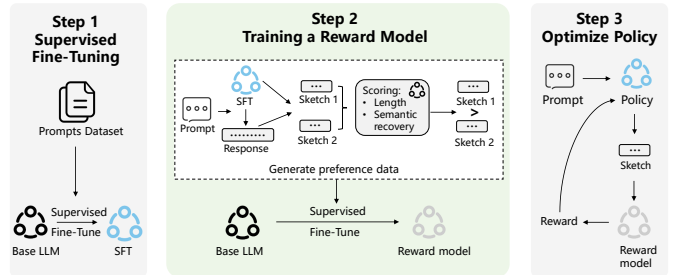 Step 1
Supervised
Fine-Tuning
Prompts Dataset
Supervised
Fine-Tune
Base LLM
SFT
Step 2
Training a Reward Model
Prompt
SFT
Response
Sketch 1
Sketch 2
Scoring:
• Length
• Semantic
recovery
Sketch 1
>
Sketch 2
Generate preference data
Supervised
Fine-Tune
Base LLM
Reward model
Step 3
Optimize Policy
Prompt
Policy
Sketch
Reward
Reward
model